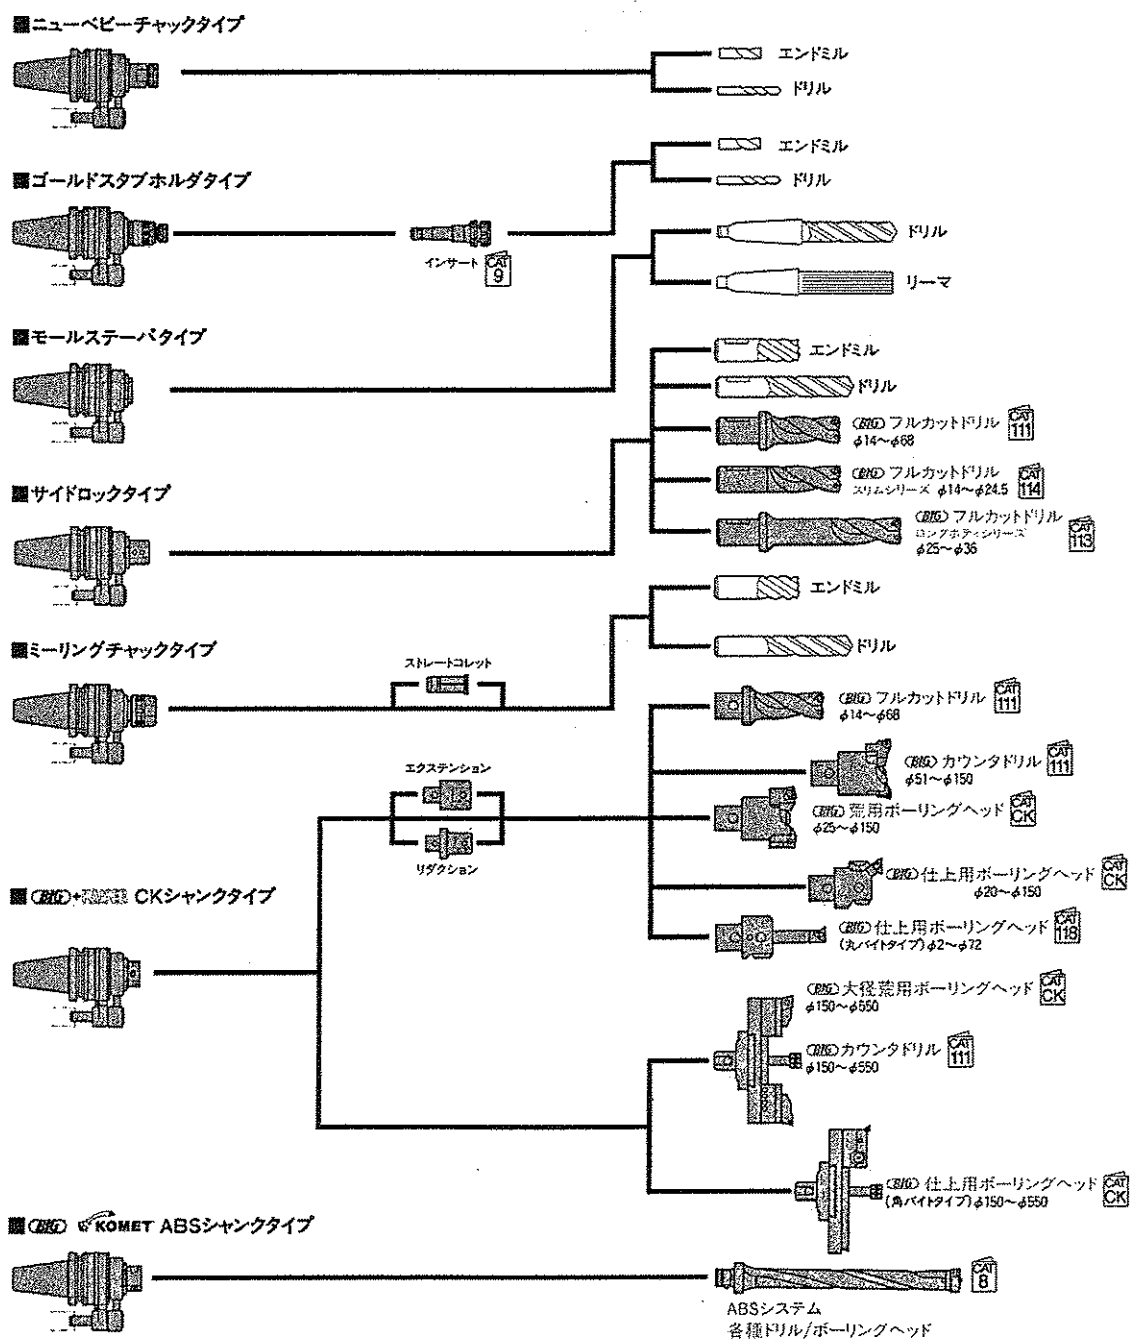 ■ニューベビーチャックタイプ
エンドミル
ドリル
■ゴールドスタブホルダタイプ
インサート CAT 9
エンドミル
ドリル
■モールステーパタイプ
ドリル
リーマ
■サイドロックタイプ
エンドミル
ドリル
BIG フルカットドリル CAT 111
φ14~φ68
BIG フルカットドリル CAT 114
スリムシリーズ φ14~φ24.5
BIG フルカットドリル CAT 113
ロングボディシリーズ
φ25~φ36
■ミーリングチャックタイプ
ストレートコレット
エンドミル
ドリル
■BIG+ CKシャンクタイプ
エクステンション
リダクション
BIG フルカットドリル CAT 111
φ14~φ68
BIG カウンタドリル CAT 111
φ51~φ150
BIG 荒用ボーリングヘッド CAT CK
φ25~φ150
BIG 仕上用ボーリングヘッド CAT CK
φ20~φ150
BIG 仕上用ボーリングヘッド CAT 118
(丸バイトタイプ)φ2~φ72
BIG 大径荒用ボーリングヘッド CAT CK
φ150~φ550
BIG カウンタドリル CAT 111
φ150~φ550
BIG 仕上用ボーリングヘッド CAT CK
(角バイトタイプ)φ150~φ550
■BIG KOMET ABSシャンクタイプ
CAT 8
ABSシステム
各種ドリル/ボーリングヘッド